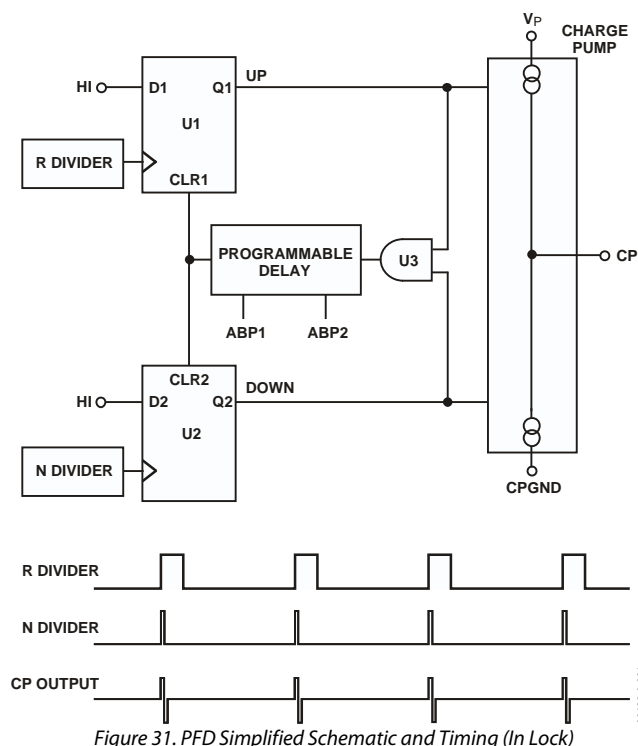 VP
CHARGE
PUMP
HI D1 Q1 UP
U1
R DIVIDER
CLR1
PROGRAMMABLE
DELAY
U3
CP
ABP1 ABP2
CLR2
DOWN
HI D2 Q2
U2
N DIVIDER
CPGND
R DIVIDER
N DIVIDER
CP OUTPUT
Figure 31. PFD Simplified Schematic and Timing (In Lock)